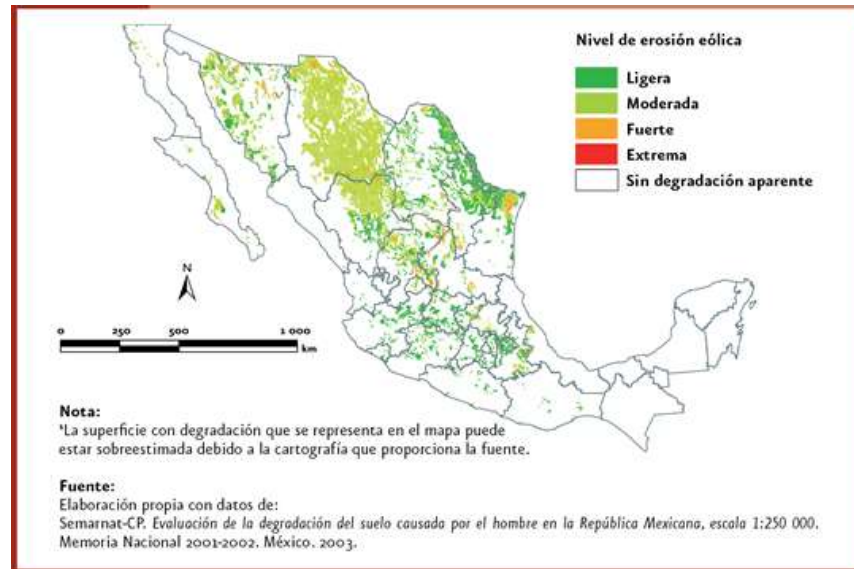 Nivel de erosión eólica
Ligera
Moderada
Fuerte
Extrema
Sin degradación aparente
N
0 250 500 1 000
km
Nota:
*La superficie con degradación que se representa en el mapa puede
estar sobreestimada debido a la cartografía que proporciona la fuente.
Fuente:
Elaboración propia con datos de:
Semarnat-CP. Evaluación de la degradación del suelo causada por el hombre en la República Mexicana, escala 1:250 000.
Memoria Nacional 2001-2002. México. 2003.